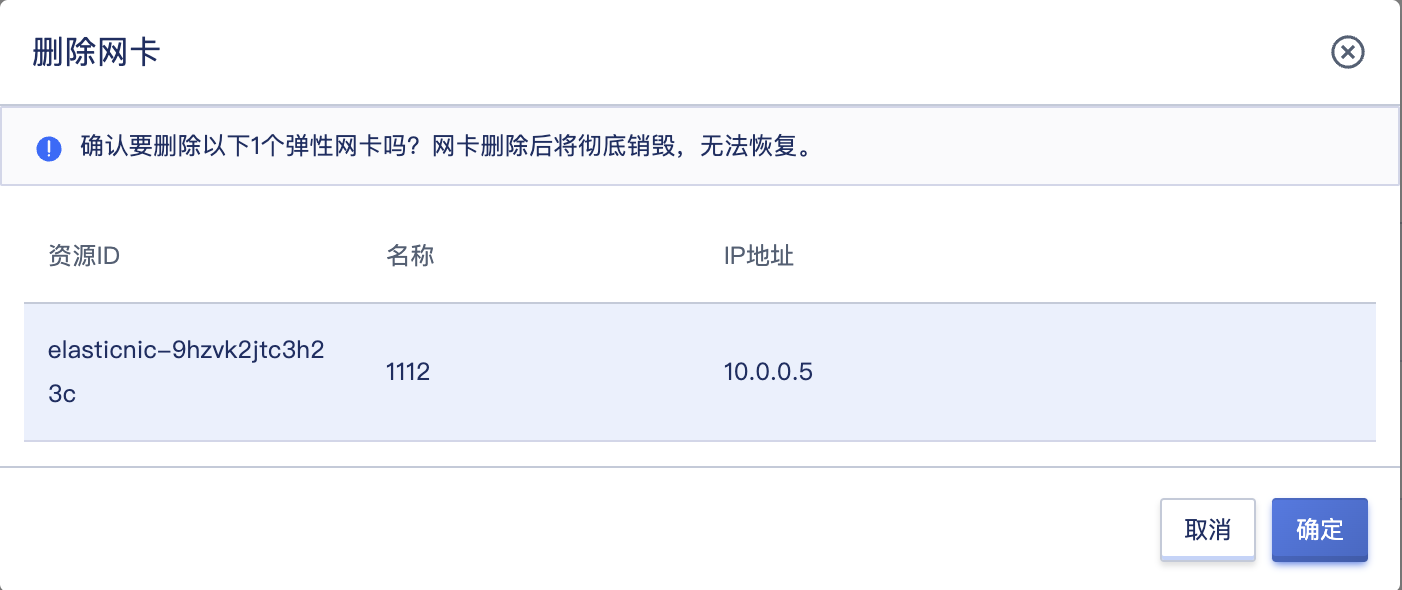 删除网卡
确认要删除以下1个弹性网卡吗？网卡删除后将彻底销毁，无法恢复。
资源ID 名称 IP地址
elasticnic-9hzvk2jtc3h2
3c
1112
10.0.0.5
取消 确定